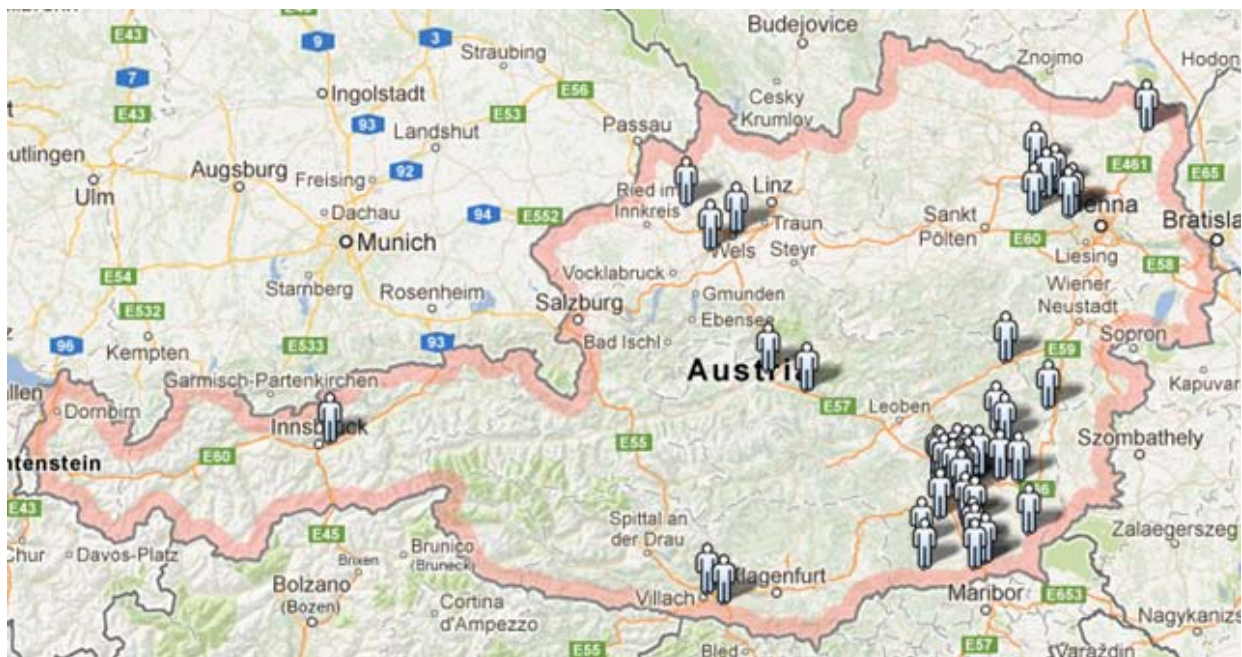 Budejovice
E43
9
3
Straubing
Znojmo
Hodon
7
Ingolstadt
E56
Cesky
Krumlov
E43
93
E53
Landshut
Passau
E461
eutlingen
Augsburg
Freising
92
E65
Ulm
Ried im
Innkreis
Linz
Dachau
94
E552
Traun
Sankt
Pölten
enna
Munich
Wels
Steyr
E60
Liesing
Bratisla
E54
Starnberg
Vocklabruck
E58
Rosenheim
Gmunden
Wiener
Neustadt
E532
Salzburg
Ebensee
Sopron
96
Kempten
E533
93
Bad Ischl
E59
Garmisch-Partenkirchen
Austria
Kapuvar
llen
Dornbirn
E57
Leoben
Innsbruck
E55
Szombathely
ntenstein
E60
E66
E43
E45
Spittal an
der Drau
Zalaegerszeg
Chur
Davos-Platz
Brixen
Brunico
(Bruneck)
Bolzano
(Bozen)
Villach
lagenfurt
Maribor
E653
Cortina
d'Ampezzo
Nagykanizs
E55
Bled
E57
Varaždin